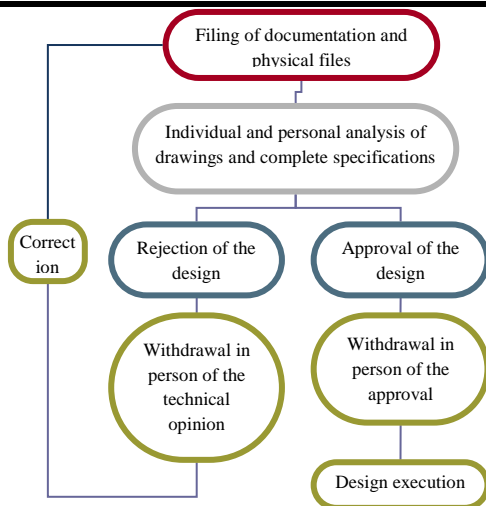 Filing of documentation and
physical files
Individual and personal analysis of
drawings and complete specifications
Correct
ion
Rejection of the
design
Approval of the
design
Withdrawal in
person of the
technical
opinion
Withdrawal in
person of the
approval
Design execution